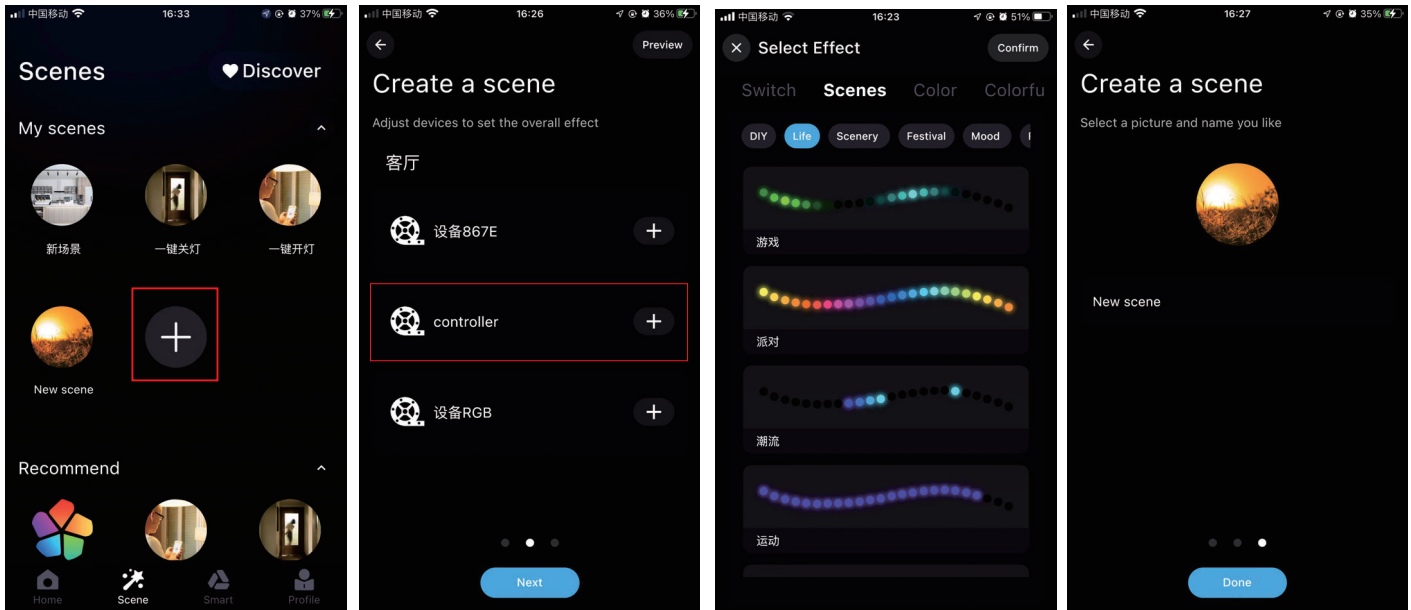 中国移动 16:33 37%
Scenes Discover
My scenes
新场景 一键关灯 一键开灯
New scene
Recommend
Home Scene Smart Profile
中国移动 16:26 36%
Preview
Create a scene
Adjust devices to set the overall effect
客厅
设备867E
controller
设备RGB
Next
中国移动 16:23 51%
Select Effect Confirm
Switch Scenes Color Colorfu
DIY Life Scenery Festival Mood
游戏
派对
潮流
运动
中国移动 16:27 35%
Create a scene
Select a picture and name you like
New scene
Done